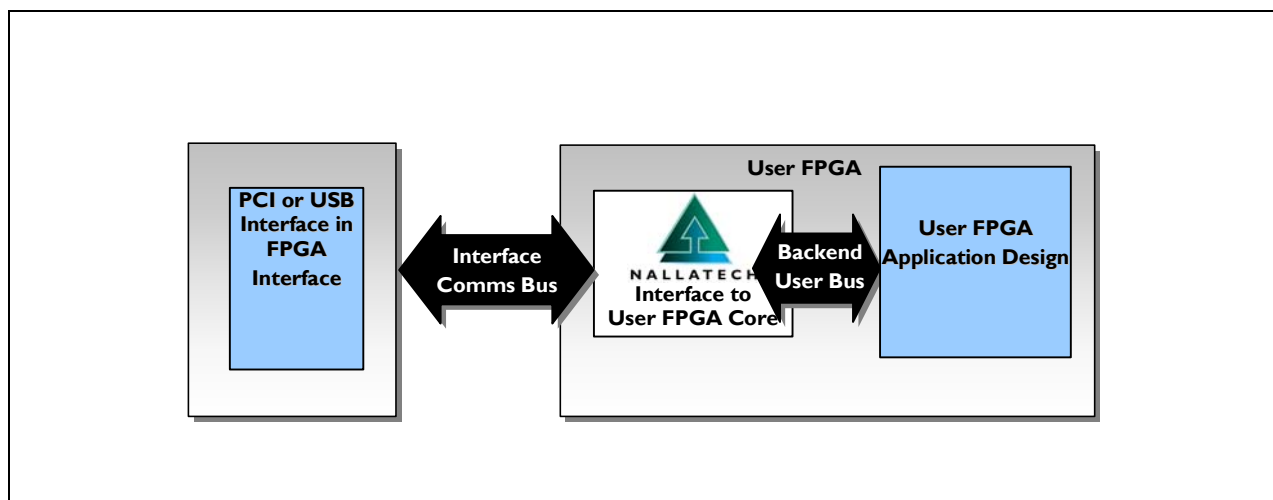 PCI or USB
Interface in
FPGA
Interface
Interface
Comms Bus
User FPGA
NALLATECH
Interface to
User FPGA Core
Backend
User Bus
User FPGA
Application Design